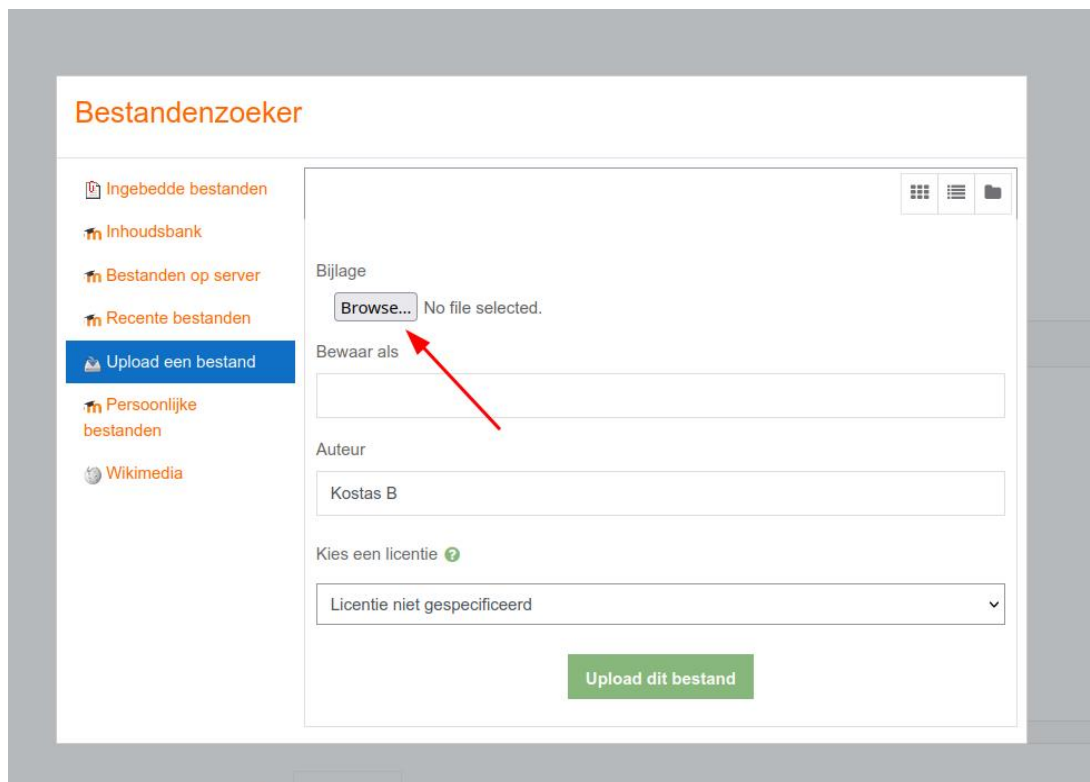 Bestandenzoeker
Ingebedde bestanden
Inhoudsbank
Bestanden op server
Recente bestanden
Upload een bestand
Persoonlijke
bestanden
Wikimedia
Bijlage
Browse... No file selected.
Bewaar als
Auteur
Kostas B
Kies een licentie
Licentie niet gespecificeerd
Upload dit bestand